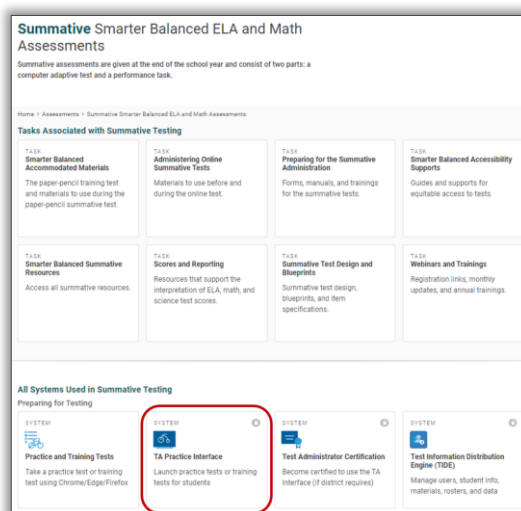 Summative Smarter Balanced ELA and Math
Assessments
Summative assessments are given at the end of the school year and consist of two parts: a
computer adaptive test and a performance task.
Home > Assessments > Summative Smarter Balanced ELA and Math Assessments
Tasks Associated with Summative Testing
TASK
Smarter Balanced
Accommodated Materials
The paper-pencil training test
and materials to use during the
paper-pencil summative test.
TASK
Administering Online
Summative Tests
Materials to use before and
during the online test.
TASK
Preparing for the Summative
Administration
Forms, manuals, and trainings
for the summative tests.
TASK
Smarter Balanced Accessibility
Supports
Guides and supports for
equitable access to tests.
TASK
Smarter Balanced Summative
Resources
Access all summative resources.
TASK
Scores and Reporting
Resources that support the
interpretation of ELA, math, and
science test scores.
TASK
Summative Test Design and
Blueprints
Summative test design,
blueprints, and item
specifications.
TASK
Webinars and Trainings
Registration links, monthly
updates, and annual trainings.
All Systems Used in Summative Testing
Preparing for Testing
SYSTEM
Practice and Training Tests
Take a practice test or training
test using Chrome/Edge/Firefox
SYSTEM
TA Practice Interface
Launch practice tests or training
tests for students
SYSTEM
Test Administrator Certification
Become certified to use the TA
Interface (if district requires)
SYSTEM
Test Information Distribution
Engine (TIDE)
Manage users, student info,
materials, rosters, and data